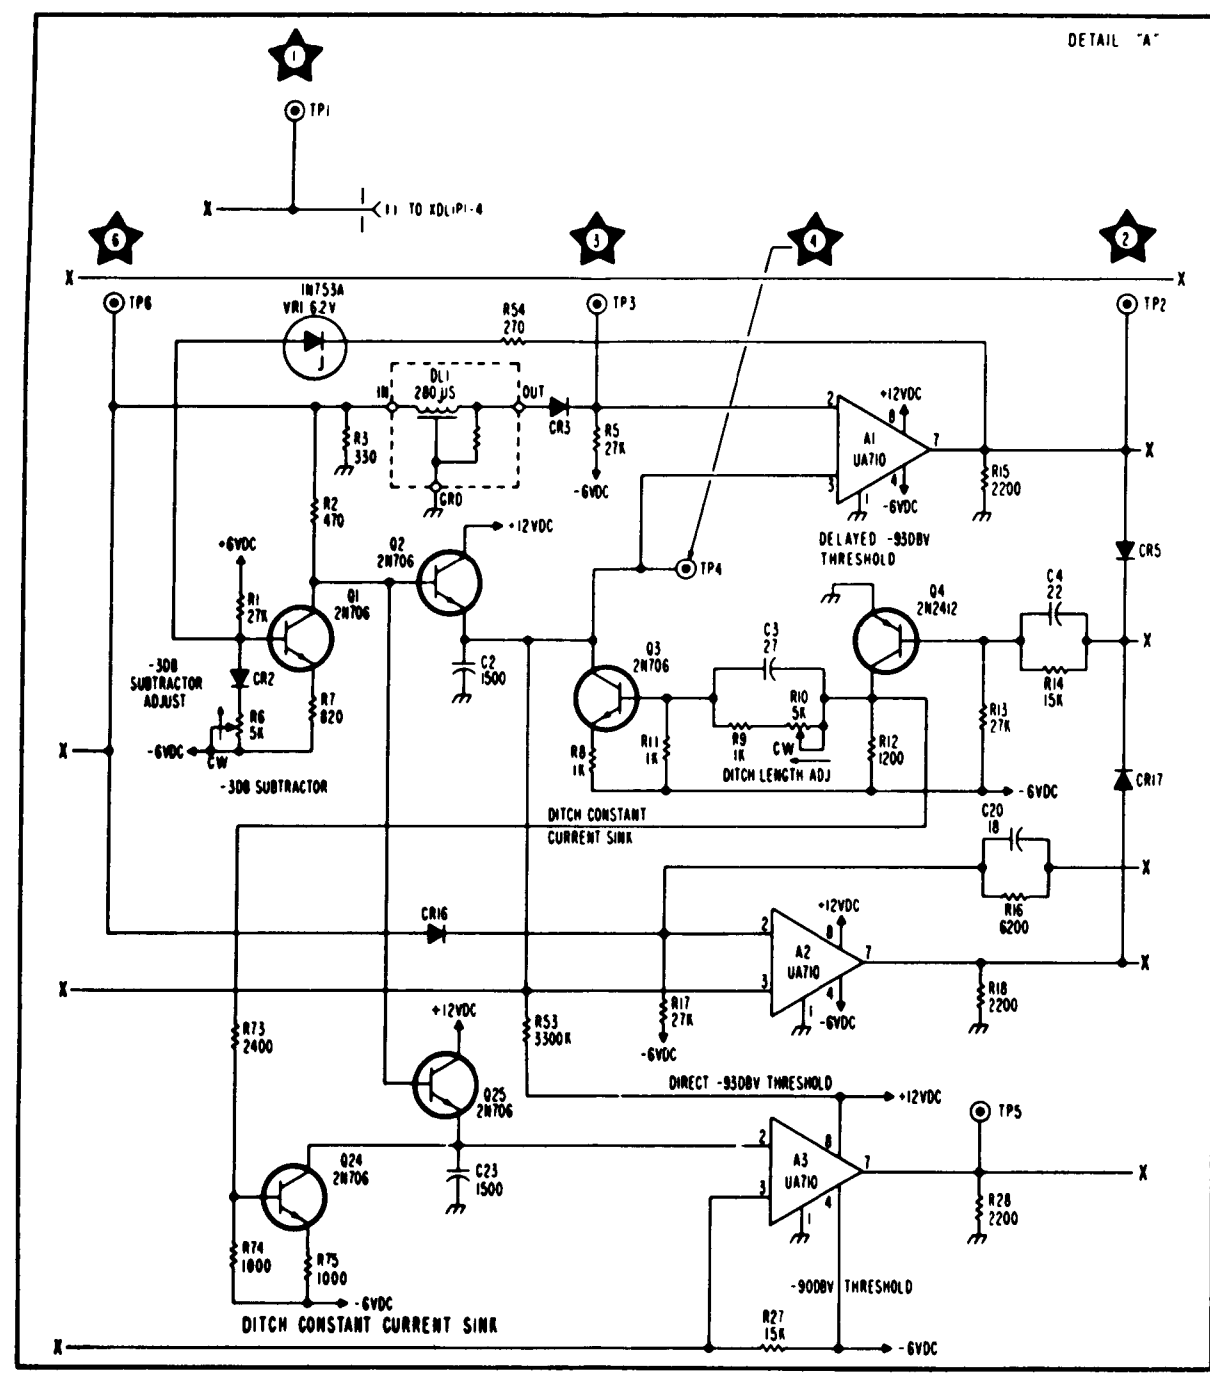 DETAIL "A"
1
TP1
X
11 TO XDL1P1-4
6
3
4
2
X
X
TP6
1N753A
VR1 6.2V
R54
270
TP3
TP2
DL1
280 µS
IN
OUT
CR3
R3
330
R5
27K
-6VDC
GRD
2
3
+12VDC
8
A1
UA710
7
4
1
-6VDC
R15
2200
X
DELAYED -93DBV
THRESHOLD
R2
470
+12VDC
Q2
2N706
+6VDC
R1
27K
Q1
2N706
TP4
CR5
C4
22
Q4
2N2412
X
R14
15K
C2
1500
Q3
2N706
C3
27
R10
5K
R9
1K
CW
R11
1K
R8
1K
R12
1200
R13
27K
DITCH LENGTH ADJ
-3DB
SUBTRACTOR
ADJUST
CR2
R6
5K
R7
820
X
-6VDC
CW
-3DB SUBTRACTOR
-6VDC
CR17
DITCH CONSTANT
CURRENT SINK
C20
18
X
R16
6200
CR16
+12VDC
2
8
A2
UA710
7
X
3
4
1
-6VDC
R18
2200
X
R17
27K
-6VDC
R73
2400
+12VDC
R53
3300K
DIRECT -93DBV THRESHOLD
Q25
2N706
+12VDC
TP5
2
8
A3
UA710
7
X
3
4
1
R28
2200
Q24
2N706
C23
1500
R74
1000
R75
1000
-6VDC
-90DBV THRESHOLD
DITCH CONSTANT CURRENT SINK
R27
15K
X
-6VDC